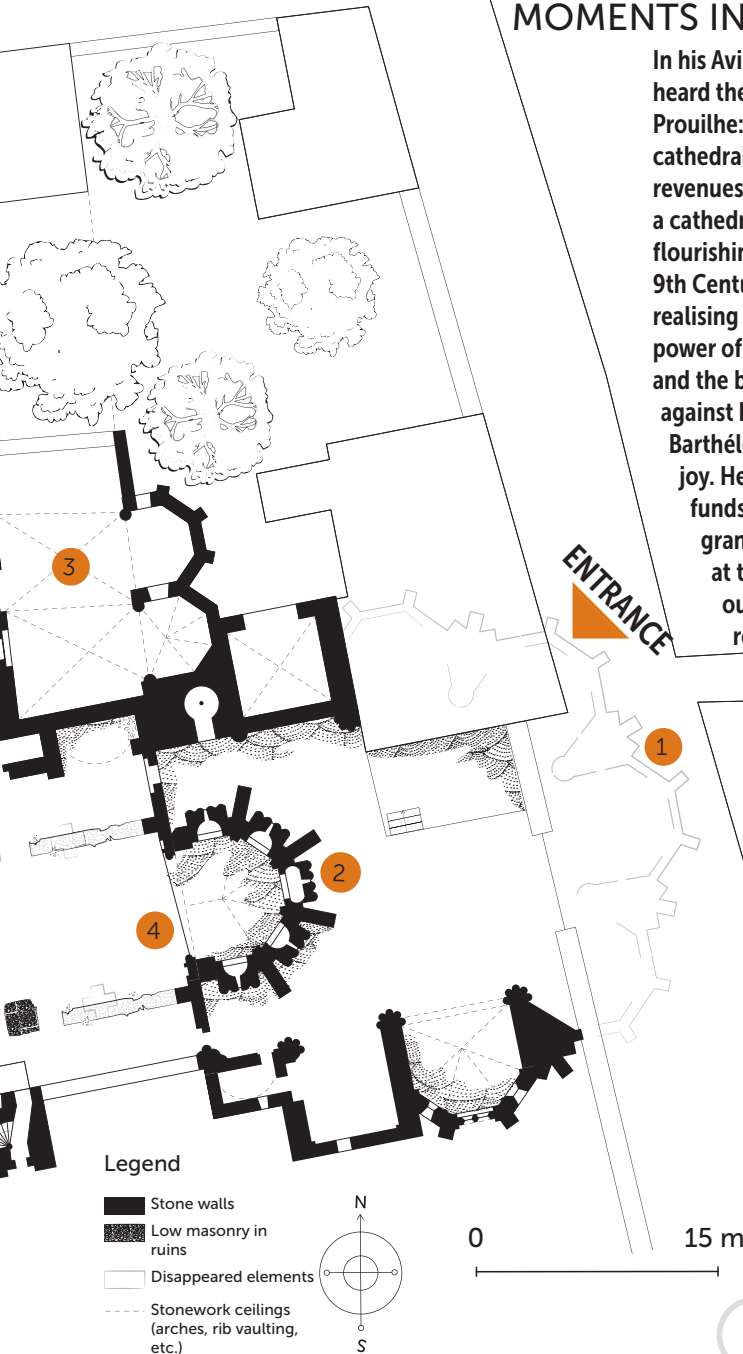 MOMENTS IN
In his Avi
heard the
Prouilhe:
cathedral
revenues
a cathedr
flourishin
9th Centu
realising
power of
and the b
against l
Barthéle
joy. He
funds
gran
at t
ou
re
ENTRANCE
3
1
2
4
Legend
Stone walls
Low masonry in
ruins
Disappeared elements
Stonework ceilings
(arches, rib vaulting,
etc.)
N
S
0 15 m